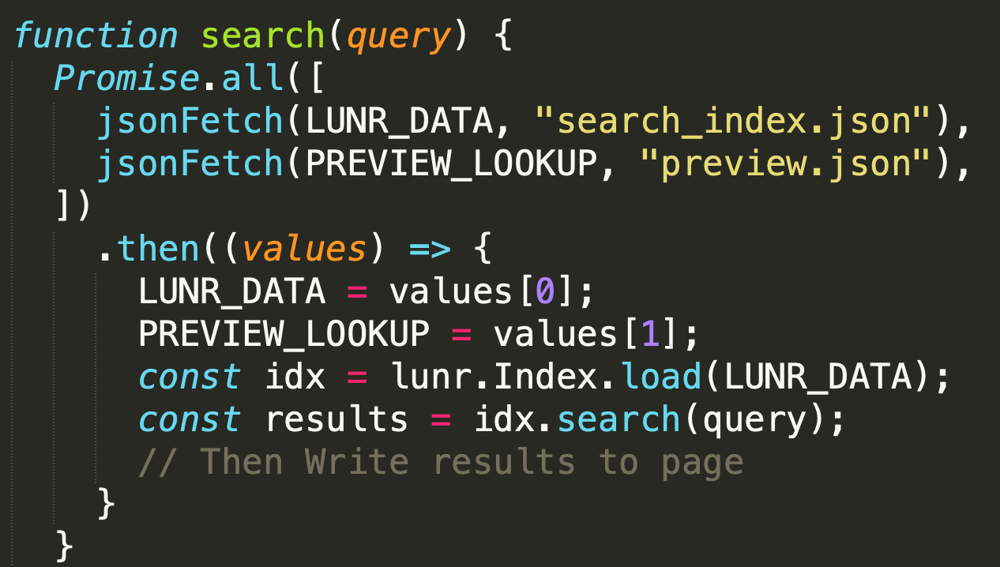 function search(query) {
  Promise.all([
    jsonFetch(LUNR_DATA, "search_index.json"),
    jsonFetch(PREVIEW_LOOKUP, "preview.json"),
  ])
    .then((values) => {
      LUNR_DATA = values[0];
      PREVIEW_LOOKUP = values[1];
      const idx = lunr.Index.load(LUNR_DATA);
      const results = idx.search(query);
      // Then Write results to page
    }
  }